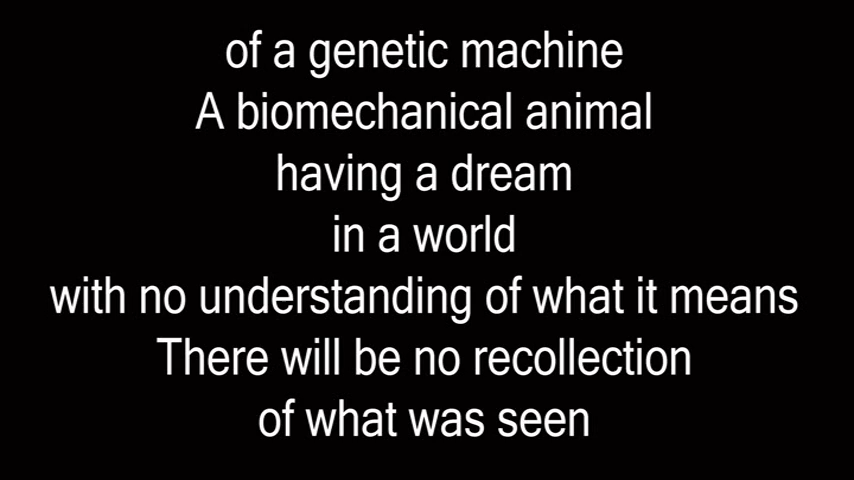 of a genetic machine
A biomechanical animal
having a dream
in a world
with no understanding of what it means
There will be no recollection
of what was seen